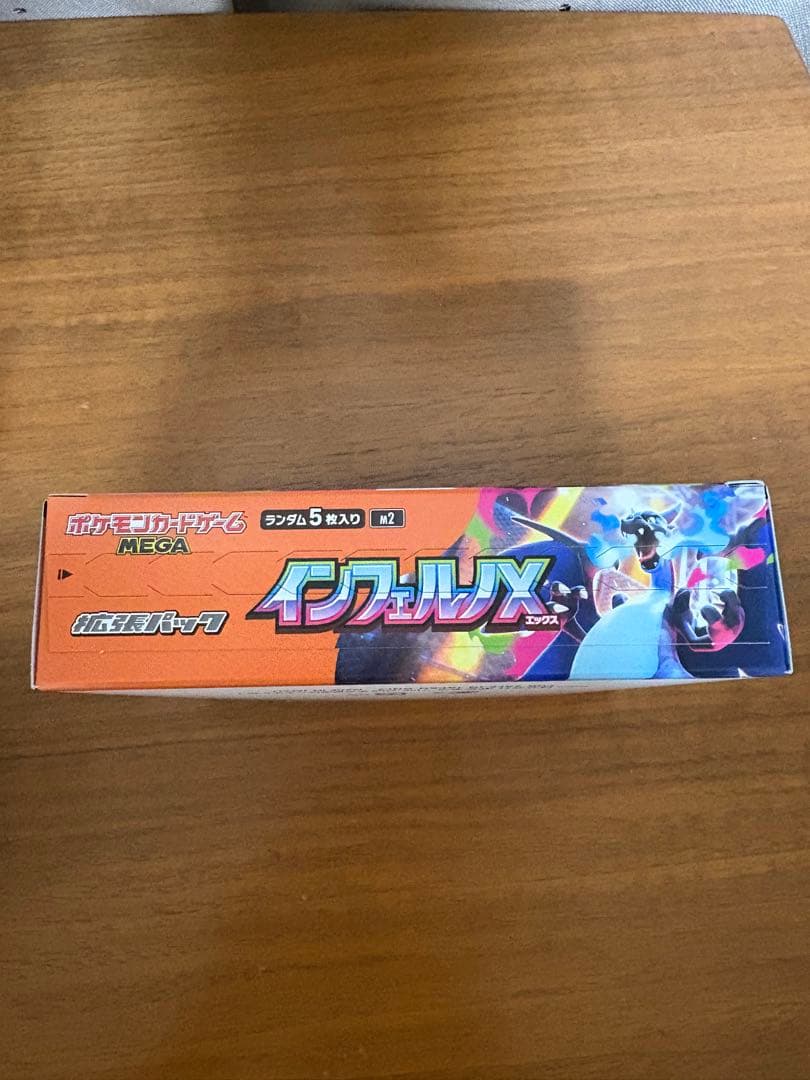 ポケモンカードゲーム
MEGA
ランダム5枚入り
M2
拡張パック
インフェルノX
エックス